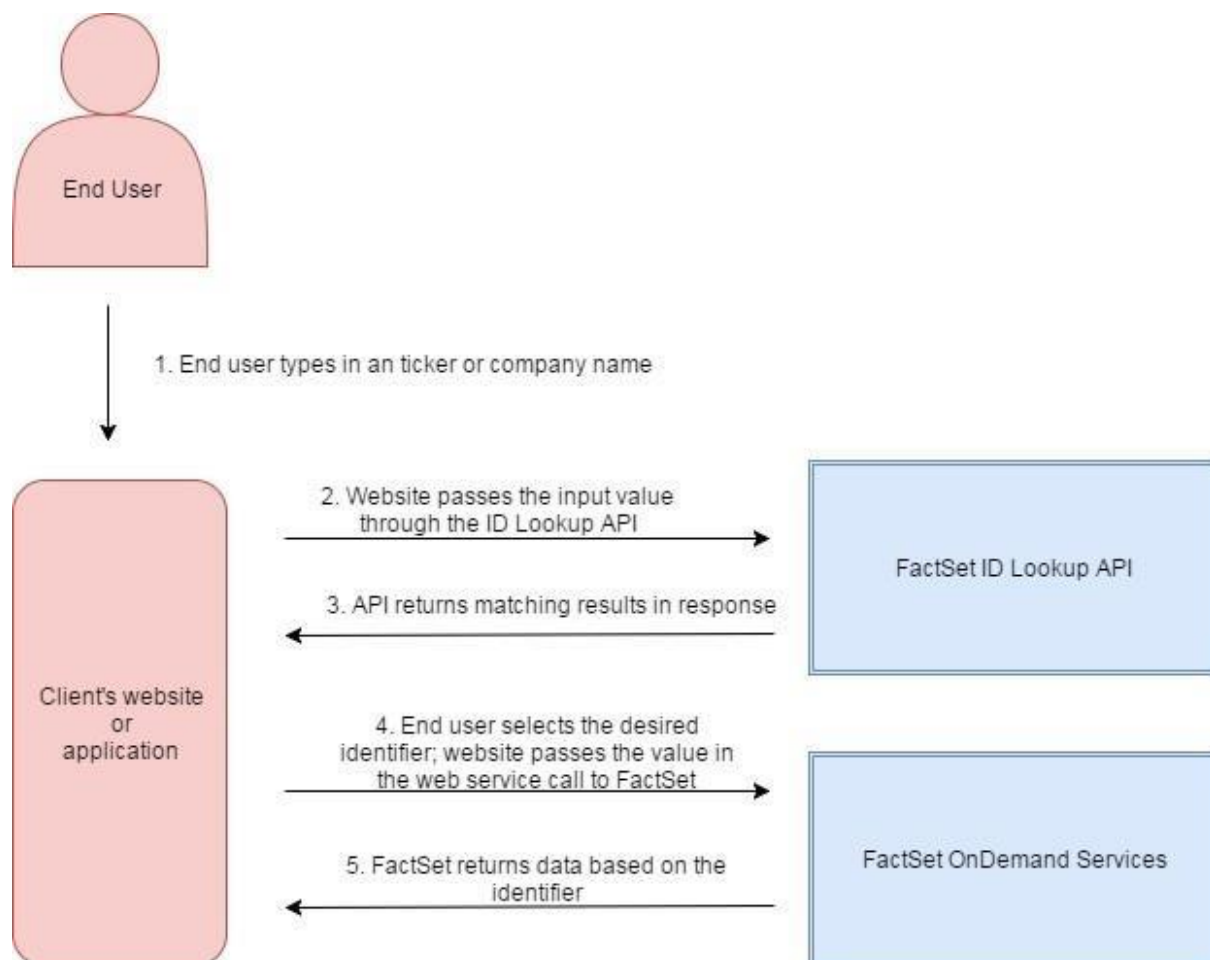 End User
1. End user types in an ticker or company name
2. Website passes the input value
through the ID Lookup API
FactSet ID Lookup API
3. API returns matching results in response
Client's website
or
application
4. End user selects the desired
identifier; website passes the value in
the web service call to FactSet
FactSet OnDemand Services
5. FactSet returns data based on the
identifier